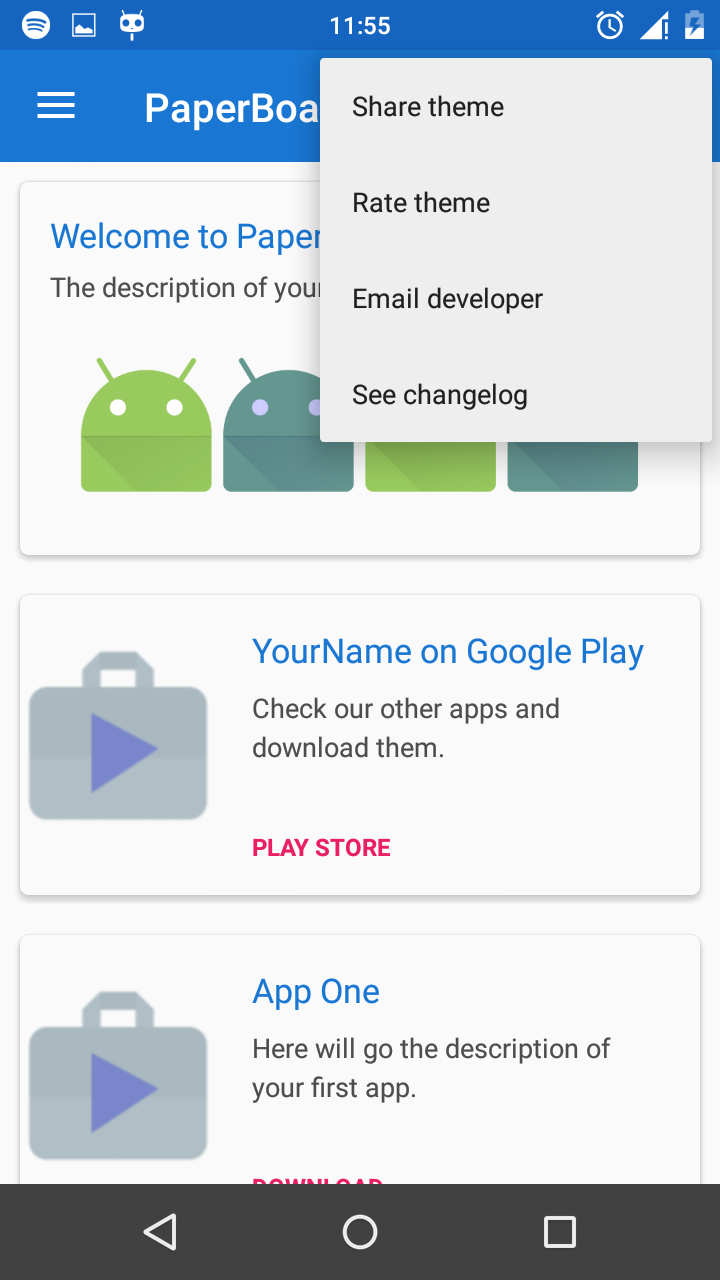 11:55
PaperBoa
Share theme
Rate theme
Email developer
See changelog
Welcome to Paper
The description of your
YourName on Google Play
Check our other apps and
download them.
PLAY STORE
App One
Here will go the description of
your first app.
DOWNLOAD